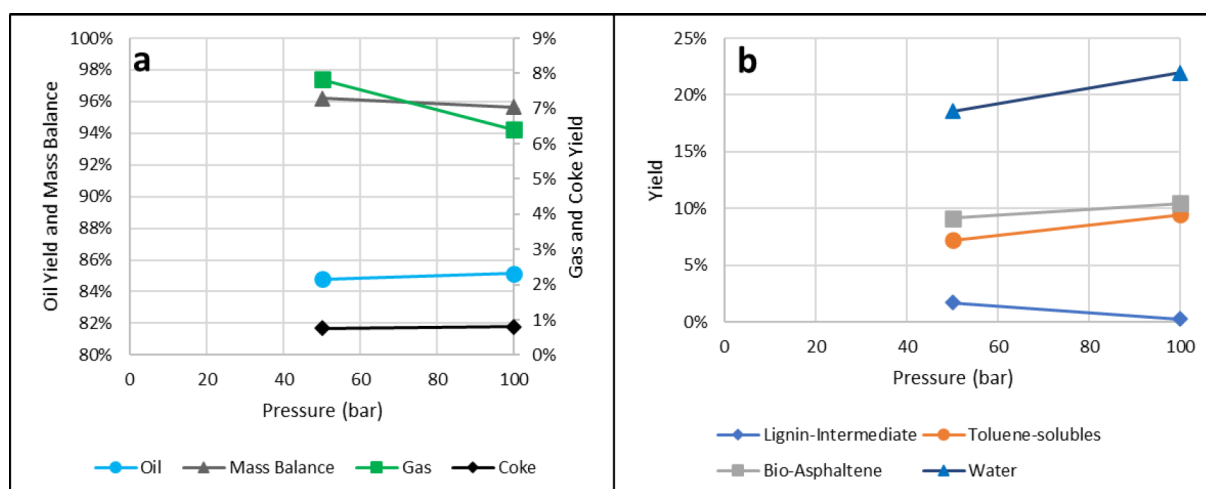 a
Oil Yield and Mass Balance
100%
98%
96%
94%
92%
90%
88%
86%
84%
82%
80%
9%
8%
7%
6%
5%
4%
3%
2%
1%
0%
Gas and Coke Yield
0 20 40 60 80 100
Pressure (bar)
Oil Mass Balance Gas Coke
b
Yield
25%
20%
15%
10%
5%
0%
0 20 40 60 80 100
Pressure (bar)
Lignin-Intermediate Toluene-solubles
Bio-Asphaltene Water